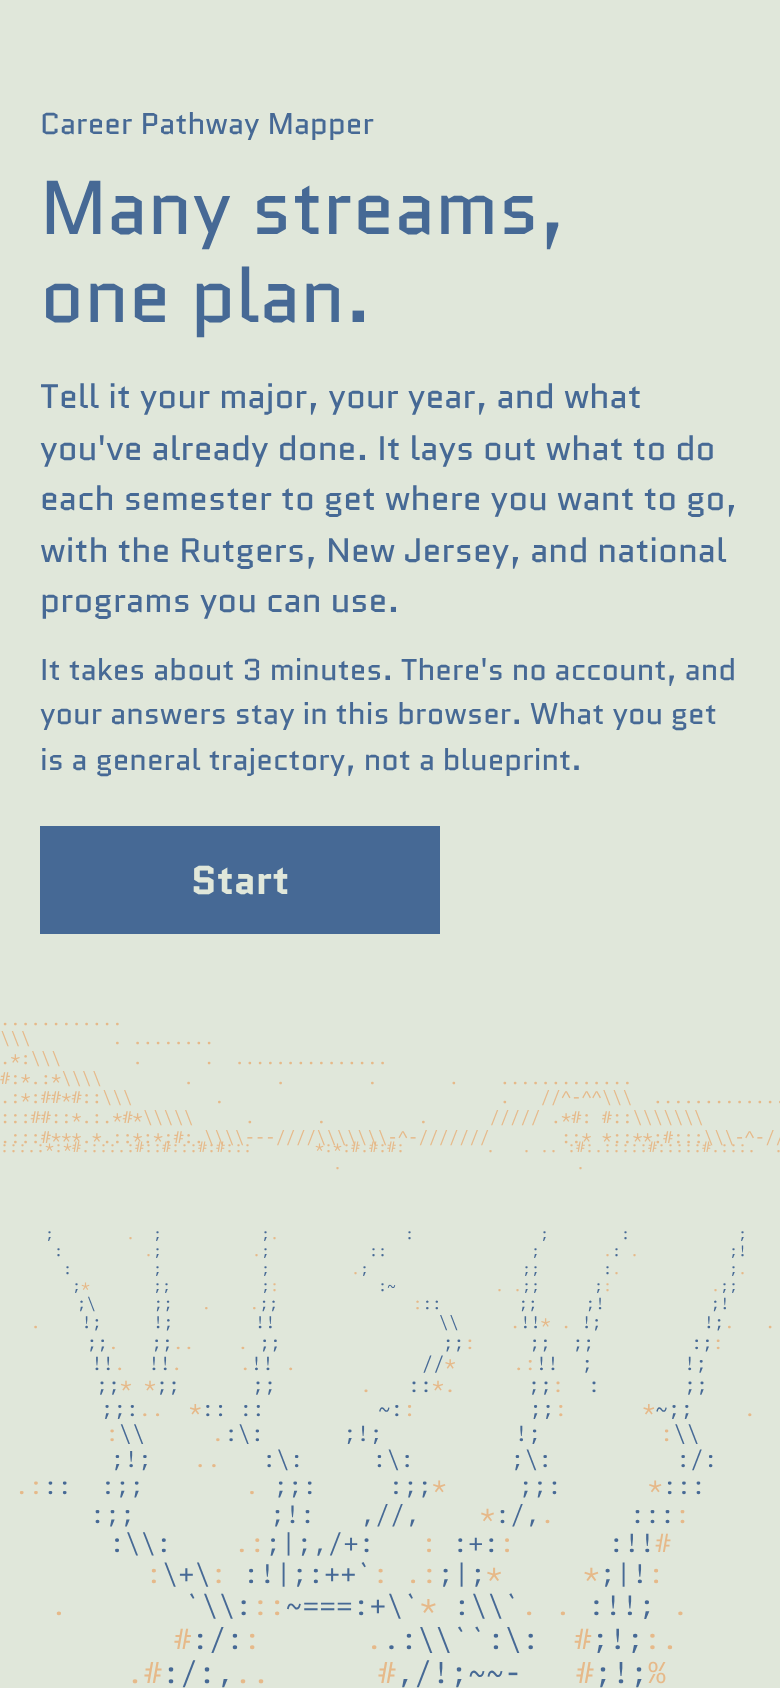 Career Pathway Mapper
Many streams,
one plan.
Tell it your major, your year, and what
you've already done. It lays out what to do
each semester to get where you want to go,
with the Rutgers, New Jersey, and national
programs you can use.
It takes about 3 minutes. There's no account, and
your answers stay in this browser. What you get
is a general trajectory, not a blueprint.
Start